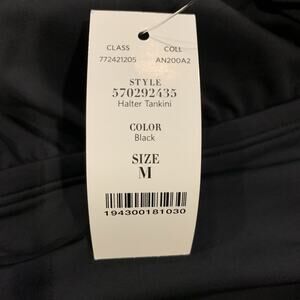 CLASS COLL
772421205 AN200A2
STYLE
570292435
Halter Tankini
COLOR
Black
SIZE
M
194300181030